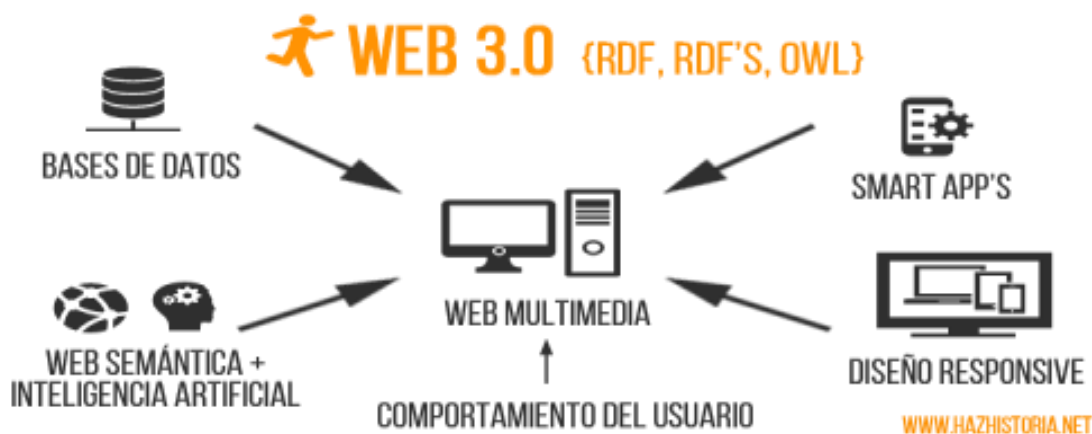 WEB 3.0 {RDF, RDF'S, OWL}
BASES DE DATOS
SMART APP'S
WEB MULTIMEDIA
WEB SEMÁNTICA +
INTELIGENCIA ARTIFICIAL
DISEÑO RESPONSIVE
COMPORTAMIENTO DEL USUARIO
WWW.HAZHISTORIA.NET